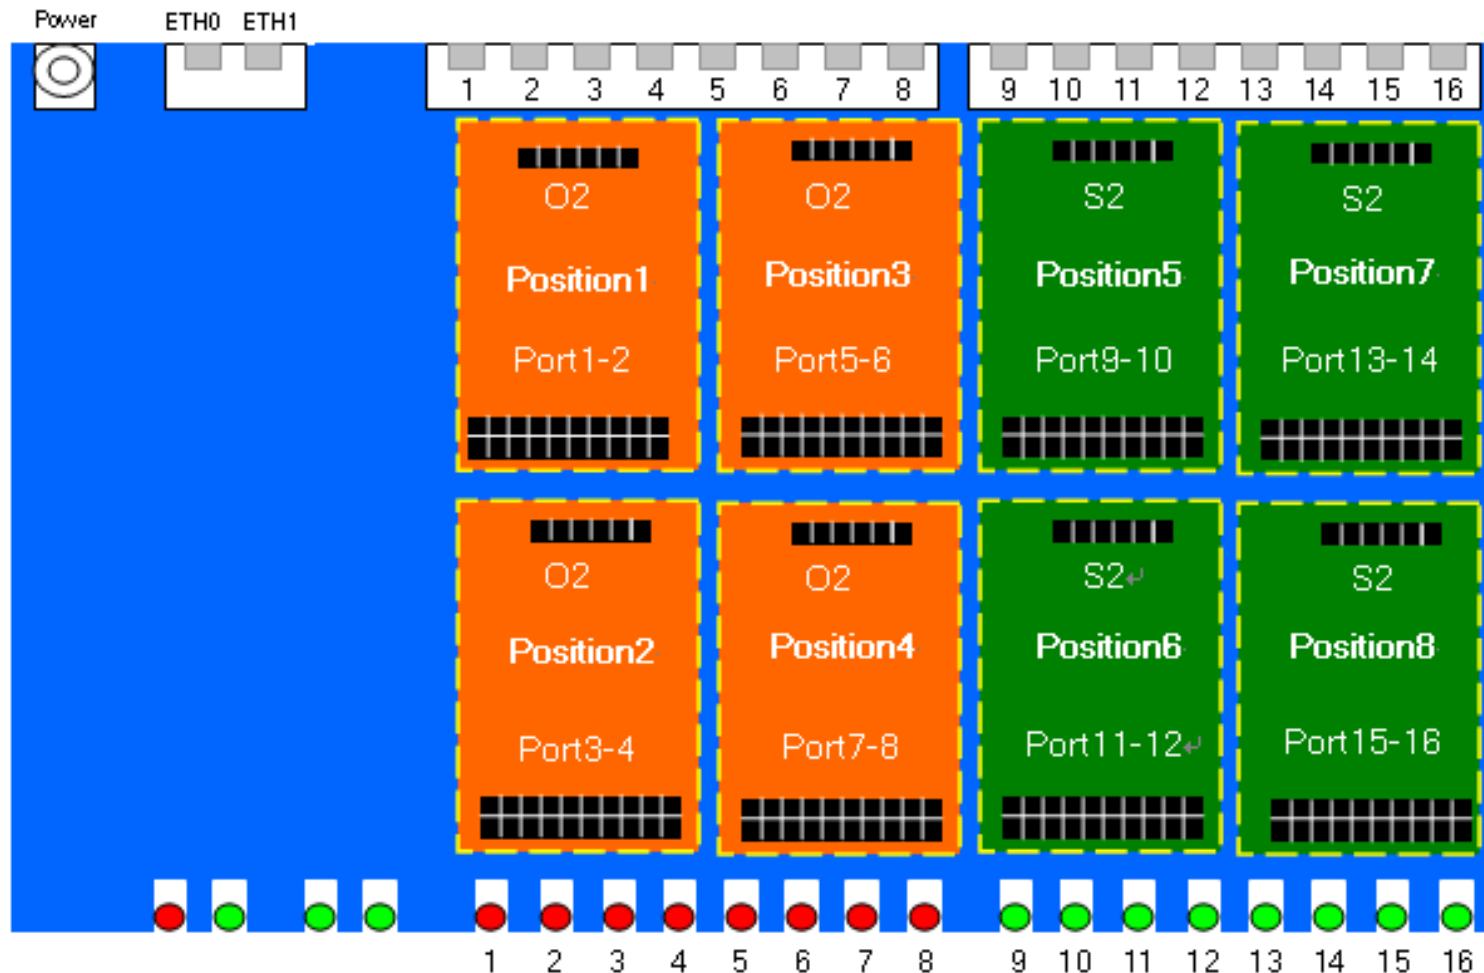 Power ETH0 ETH1
1 2 3 4 5 6 7 8 9 10 11 12 13 14 15 16
O2 O2 S2 S2
Position1 Position3 Position5 Position7
Port1-2 Port5-6 Port9-10 Port13-14
O2 O2 S2↵ S2
Position2 Position4 Position6 Position8
Port3-4 Port7-8 Port11-12↵ Port15-16
1 2 3 4 5 6 7 8 9 10 11 12 13 14 15 16